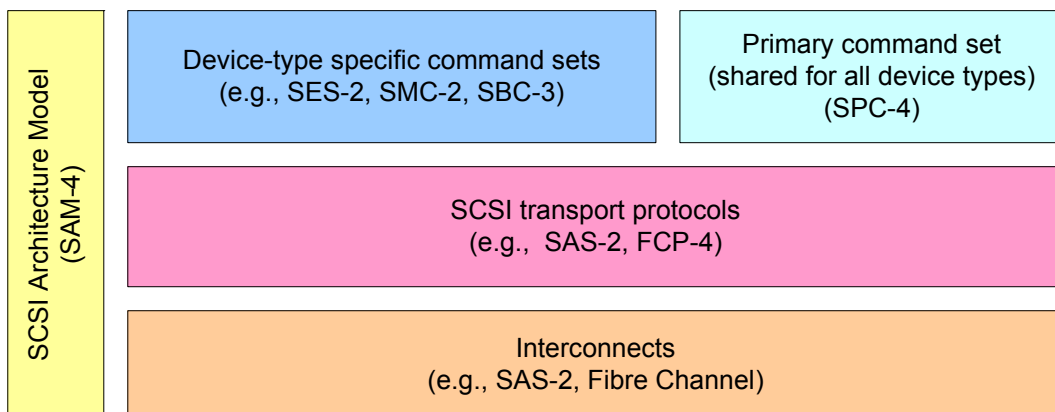 SCSI Architecture Model
(SAM-4)
Device-type specific command sets
(e.g., SES-2, SMC-2, SBC-3)
Primary command set
(shared for all device types)
(SPC-4)
SCSI transport protocols
(e.g.,  SAS-2, FCP-4)
Interconnects
(e.g., SAS-2, Fibre Channel)